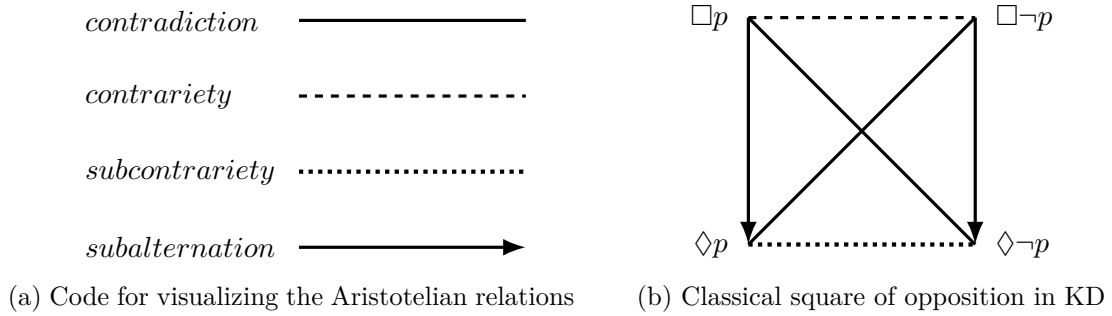 contradiction
contrariety
subcontrariety
subalternation
(a) Code for visualizing the Aristotelian relations
□p □¬p
◇p ◇¬p
(b) Classical square of opposition in KD